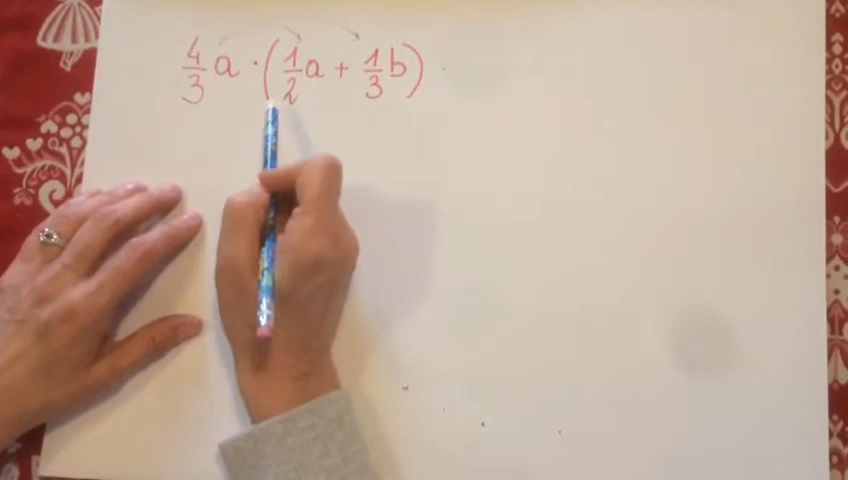 4/3 a · (1/2 a + 1/3 b)